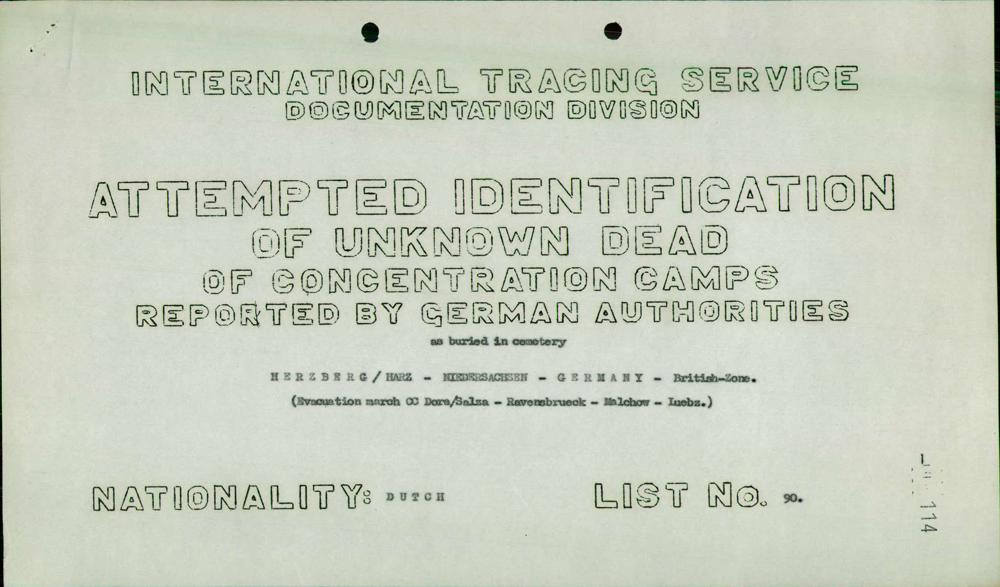 INTERNATIONAL TRACING SERVICE
DOCUMENTATION DIVISION
ATTEMPTED IDENTIFICATION
OF UNKNOWN DEAD
OF CONCENTRATION CAMPS
REPORTED BY GERMAN AUTHORITIES
as buried in cemetery
HERZBERG/HARZ - NIEDERSACHSEN - GERMANY - British-Zone.
(Evacuation march CC Dora/Salza - Ravensbrueck - Malchow - Luebz.)
NATIONALITY: DUTCH
LIST No. 90.
114